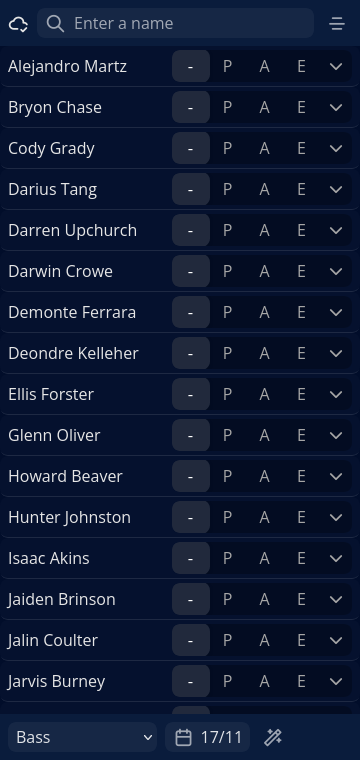 Enter a name
Alejandro Martz - P A E
Bryon Chase - P A E
Cody Grady - P A E
Darius Tang - P A E
Darren Upchurch - P A E
Darwin Crowe - P A E
Demonte Ferrara - P A E
Deondre Kelleher - P A E
Ellis Forster - P A E
Glenn Oliver - P A E
Howard Beaver - P A E
Hunter Johnston - P A E
Isaac Akins - P A E
Jaiden Brinson - P A E
Jalin Coulter - P A E
Jarvis Burney - P A E
Bass 17/11